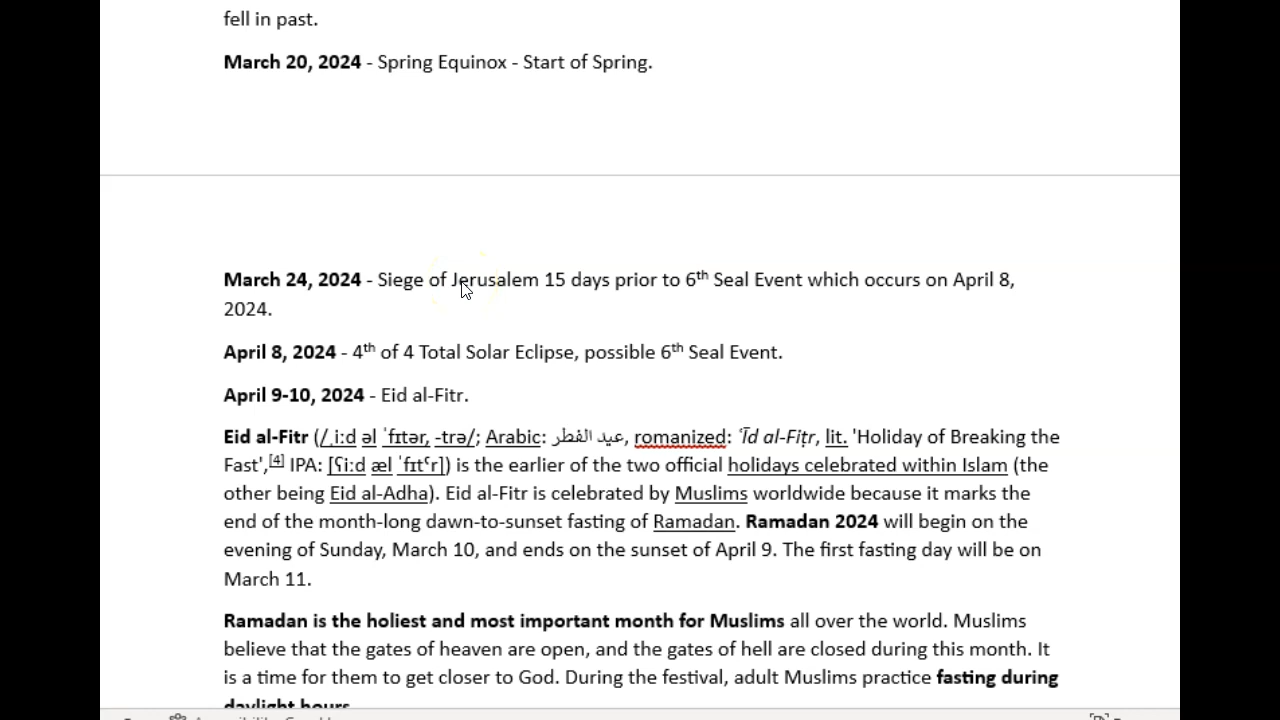 fell in past.
March 20, 2024 - Spring Equinox - Start of Spring.
March 24, 2024 - Siege of Jerusalem 15 days prior to 6th Seal Event which occurs on April 8,
2024.
April 8, 2024 - 4th of 4 Total Solar Eclipse, possible 6th Seal Event.
April 9-10, 2024 - Eid al-Fitr.
Eid al-Fitr (/ˌiːd əl ˈfɪtər, -trə/; Arabic: عيد الفطر, romanized: ʿĪd al-Fiṭr, lit. 'Holiday of Breaking the
Fast',[4] IPA: [ʕiːd æl ˈfɪtˤr]) is the earlier of the two official holidays celebrated within Islam (the
other being Eid al-Adha). Eid al-Fitr is celebrated by Muslims worldwide because it marks the
end of the month-long dawn-to-sunset fasting of Ramadan. Ramadan 2024 will begin on the
evening of Sunday, March 10, and ends on the sunset of April 9. The first fasting day will be on
March 11.
Ramadan is the holiest and most important month for Muslims all over the world. Muslims
believe that the gates of heaven are open, and the gates of hell are closed during this month. It
is a time for them to get closer to God. During the festival, adult Muslims practice fasting during
daylight hours